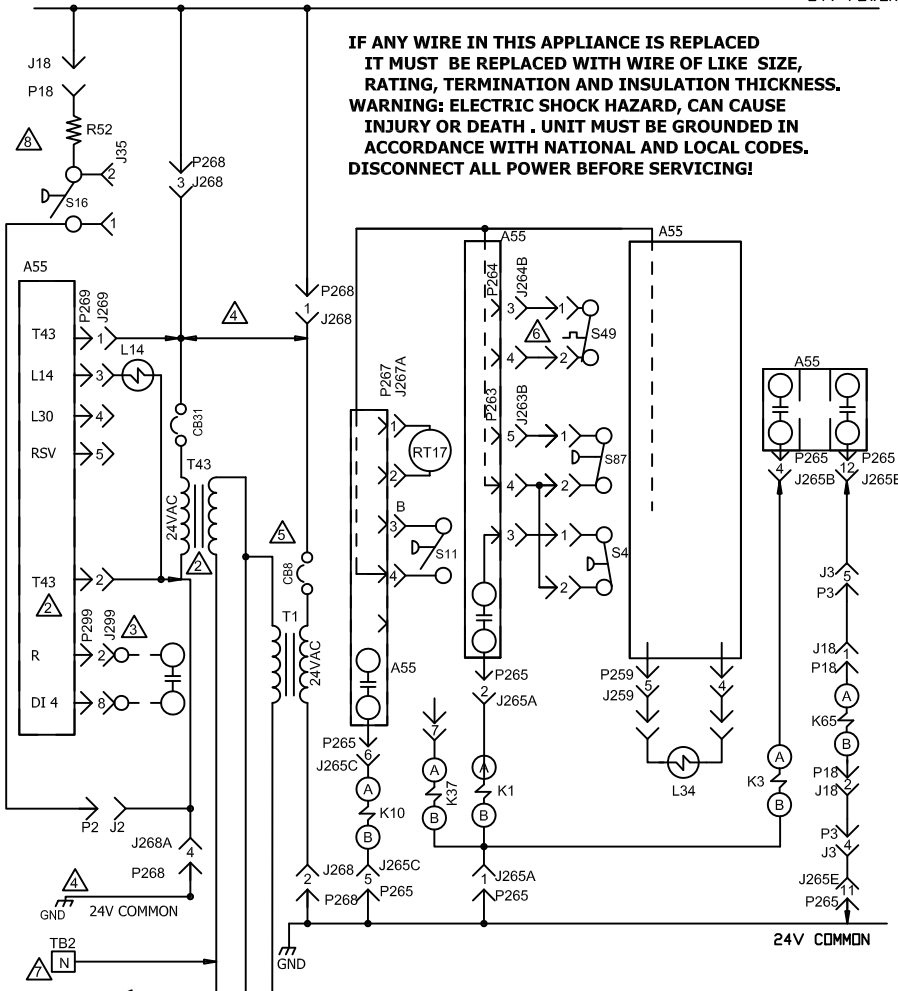 IF ANY WIRE IN THIS APPLIANCE IS REPLACED
IT MUST BE REPLACED WITH WIRE OF LIKE SIZE,
RATING, TERMINATION AND INSULATION THICKNESS.
WARNING: ELECTRIC SHOCK HAZARD, CAN CAUSE
INJURY OR DEATH . UNIT MUST BE GROUNDED IN
ACCORDANCE WITH NATIONAL AND LOCAL CODES.
DISCONNECT ALL POWER BEFORE SERVICING!
J18
P18
8
R52
J35
2
S16
1
P268
3 J268
A55
P269
J269
T43
1
L14
L14
3
L30
4
RSV
5
4
P268
1
J268
CB31
T43
24VAC
2
T43
2
2
P299
J299
3
R
2
DI 4
8
5
CB8
T1
24VAC
P267
J267A
1
RT17
2
B
3
S11
4
A55
P265
6
J265C
A
K10
B
J265C
5
P265
A55
P264
J264B
3
1
6
S49
4
2
P263
J263B
5
1
S87
4
2
3
1
S4
2
P265
2
J265A
7
A
K37
B
A
K1
B
1
J265A
P265
A55
P259
5
4
J259
L34
A55
P265
4
J265B
P265
12
J265E
J3
5
P3
J18
1
P18
A
K65
B
A
K3
B
P18
2
J18
P3
4
J3
J265E
11
P265
P2
J2
J268A
4
P268
4
GND
24V COMMON
J268
2
P268
GND
24V COMMON
TB2
7
N